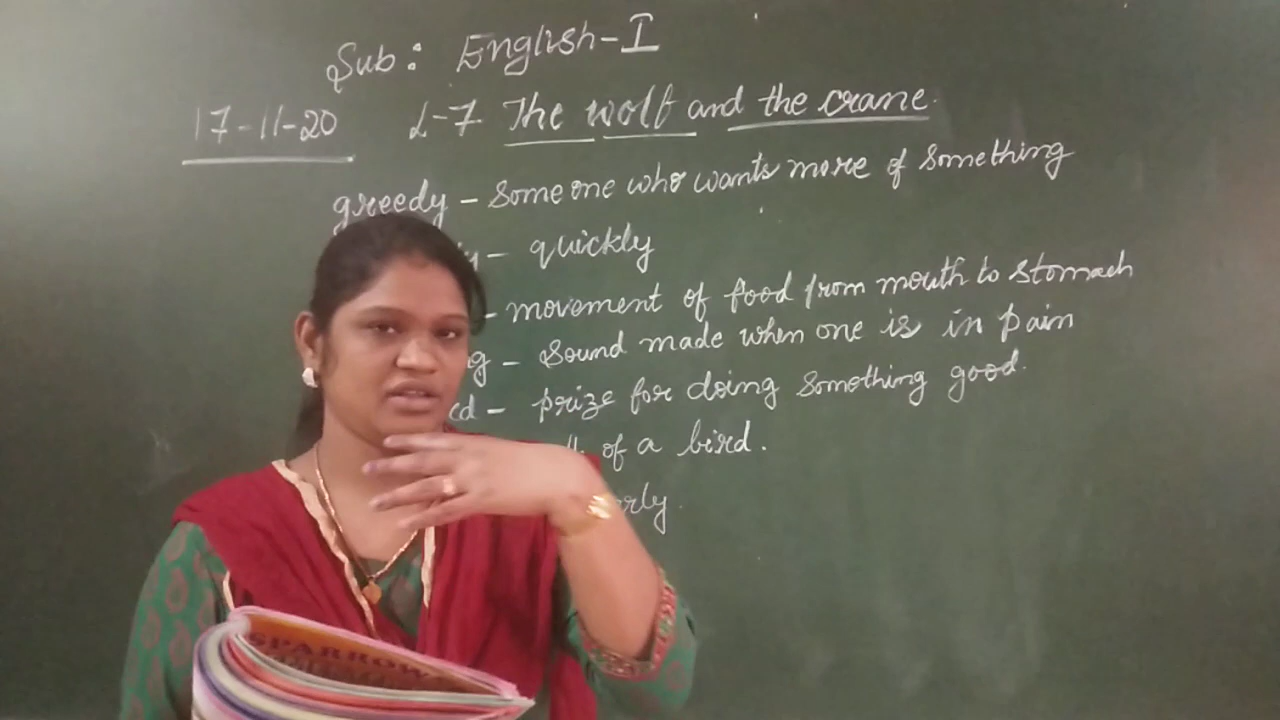 Sub: English-I
17-11-20 L-7 The wolf and the crane.
greedy - Someone who wants more of something
- quickly
- movement of food from mouth to stomach
g - Sound made when one is in pain
- prize for doing something good.
of a bird.
SPARROW